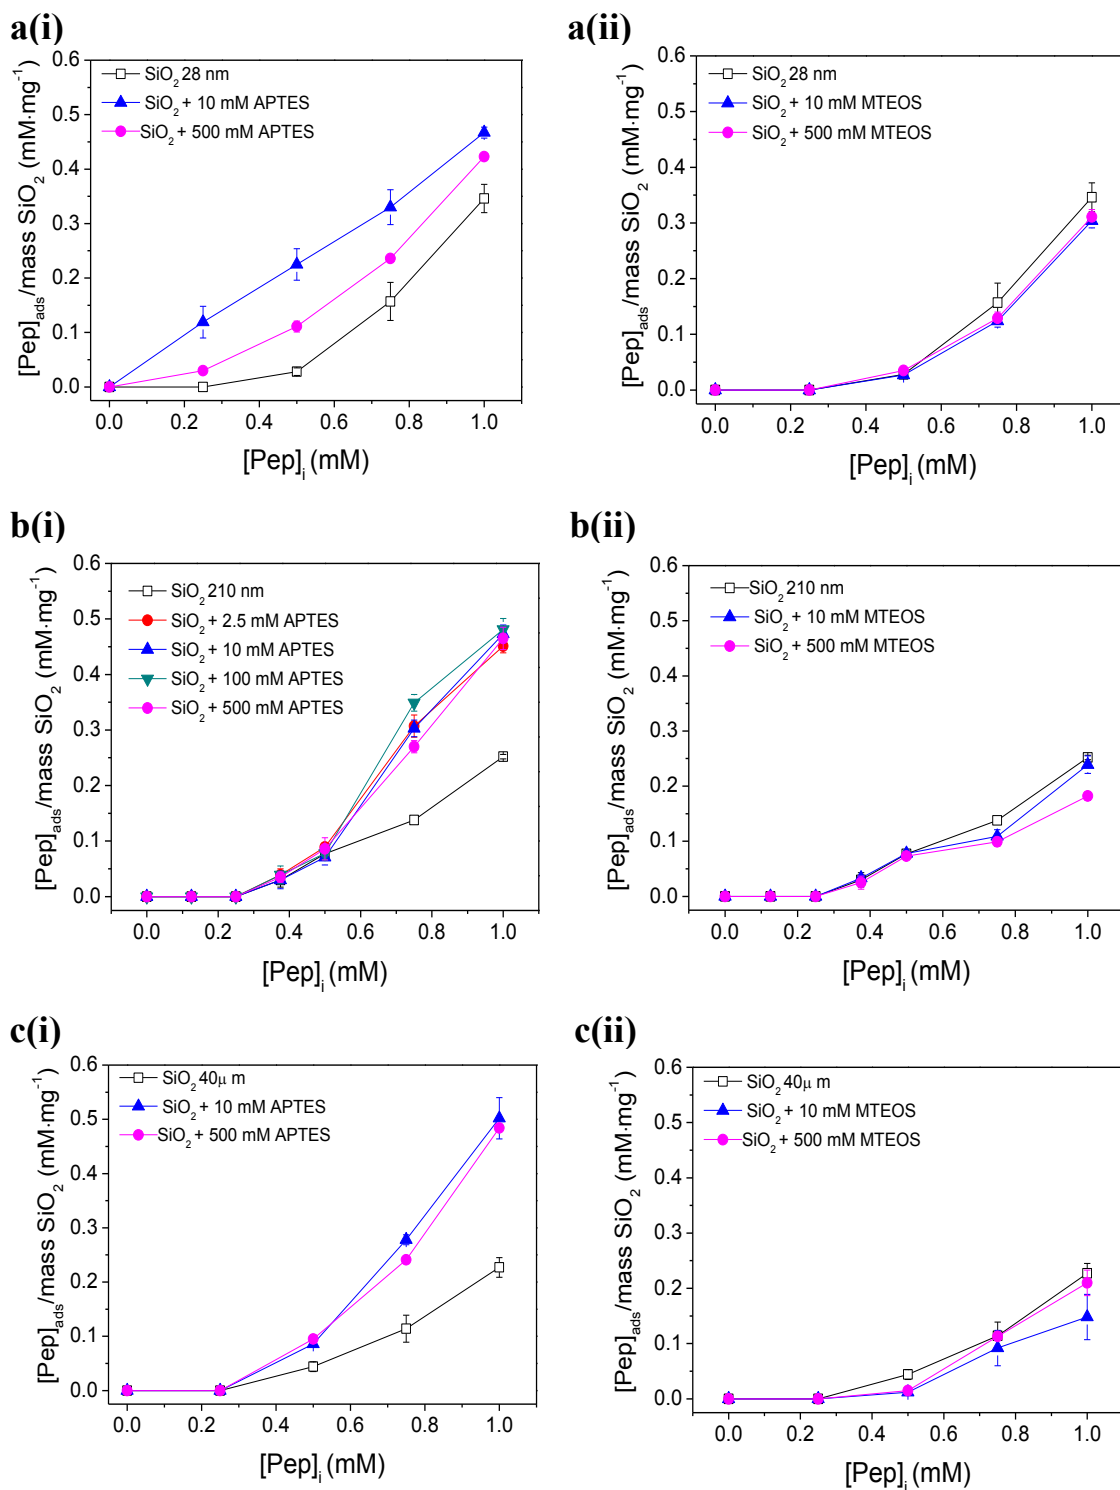 a(i)
SiO2 28 nm
SiO2 + 10 mM APTES
SiO2 + 500 mM APTES
[Pep]ads/mass SiO2 (mM·mg-1)
0.6
0.5
0.4
0.3
0.2
0.1
0.0
0.0 0.2 0.4 0.6 0.8 1.0
[Pep]i (mM)
a(ii)
SiO2 28 nm
SiO2 + 10 mM MTEOS
SiO2 + 500 mM MTEOS
[Pep]ads/mass SiO2 (mM·mg-1)
0.6
0.5
0.4
0.3
0.2
0.1
0.0
0.0 0.2 0.4 0.6 0.8 1.0
[Pep]i (mM)
b(i)
SiO2 210 nm
SiO2 + 2.5 mM APTES
SiO2 + 10 mM APTES
SiO2 + 100 mM APTES
SiO2 + 500 mM APTES
[Pep]ads/mass SiO2 (mM·mg-1)
0.6
0.5
0.4
0.3
0.2
0.1
0.0
0.0 0.2 0.4 0.6 0.8 1.0
[Pep]i (mM)
b(ii)
SiO2 210 nm
SiO2 + 10 mM MTEOS
SiO2 + 500 mM MTEOS
[Pep]ads/mass SiO2 (mM·mg-1)
0.6
0.5
0.4
0.3
0.2
0.1
0.0
0.0 0.2 0.4 0.6 0.8 1.0
[Pep]i (mM)
c(i)
SiO2 40μ m
SiO2 + 10 mM APTES
SiO2 + 500 mM APTES
[Pep]ads/mass SiO2 (mM·mg-1)
0.6
0.5
0.4
0.3
0.2
0.1
0.0
0.0 0.2 0.4 0.6 0.8 1.0
[Pep]i (mM)
c(ii)
SiO2 40μ m
SiO2 + 10 mM MTEOS
SiO2 + 500 mM MTEOS
[Pep]ads/mass SiO2 (mM·mg-1)
0.6
0.5
0.4
0.3
0.2
0.1
0.0
0.0 0.2 0.4 0.6 0.8 1.0
[Pep]i (mM)